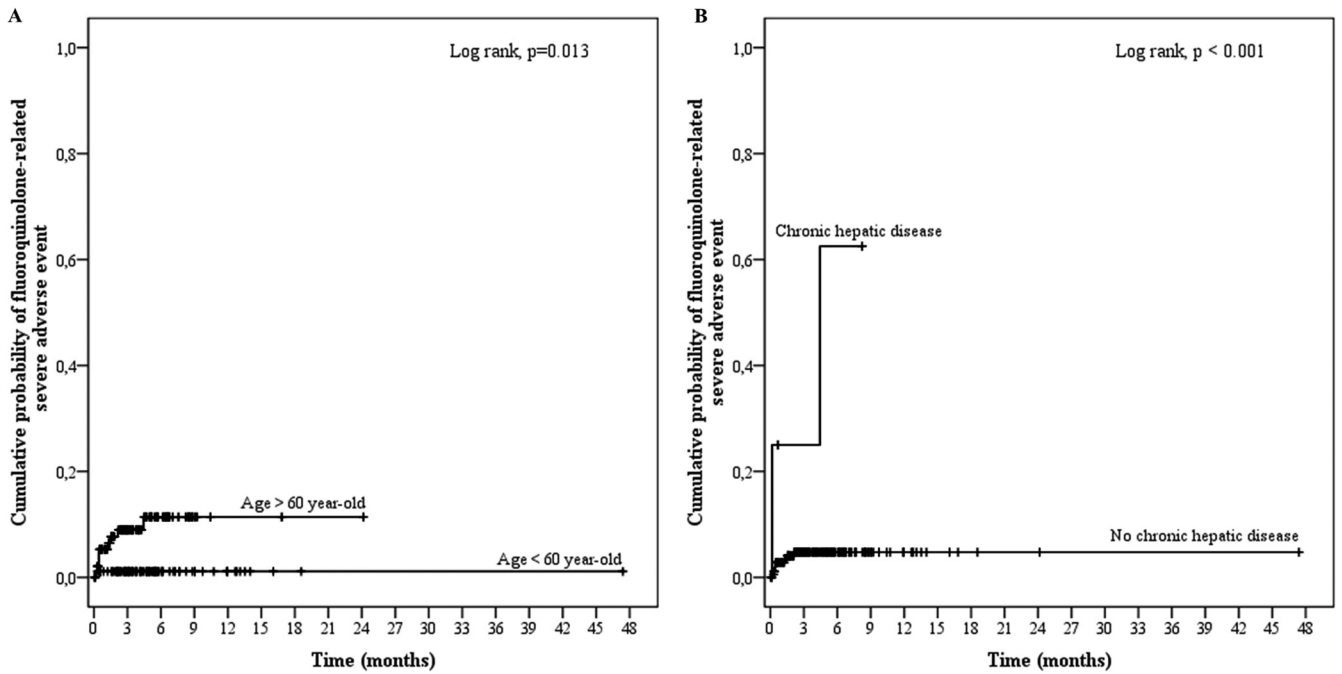 A
Cumulative probability of fluoroquinolone-related
severe adverse event
1,0
0,8
0,6
0,4
0,2
0,0
Log rank, p=0.013
Age > 60 year-old
Age < 60 year-old
0 3 6 9 12 15 18 21 24 27 30 33 36 39 42 45 48
Time (months)
B
Cumulative probability of fluoroquinolone-related
severe adverse event
1,0
0,8
0,6
0,4
0,2
0,0
Log rank, p < 0.001
Chronic hepatic disease
No chronic hepatic disease
0 3 6 9 12 15 18 21 24 27 30 33 36 39 42 45 48
Time (months)